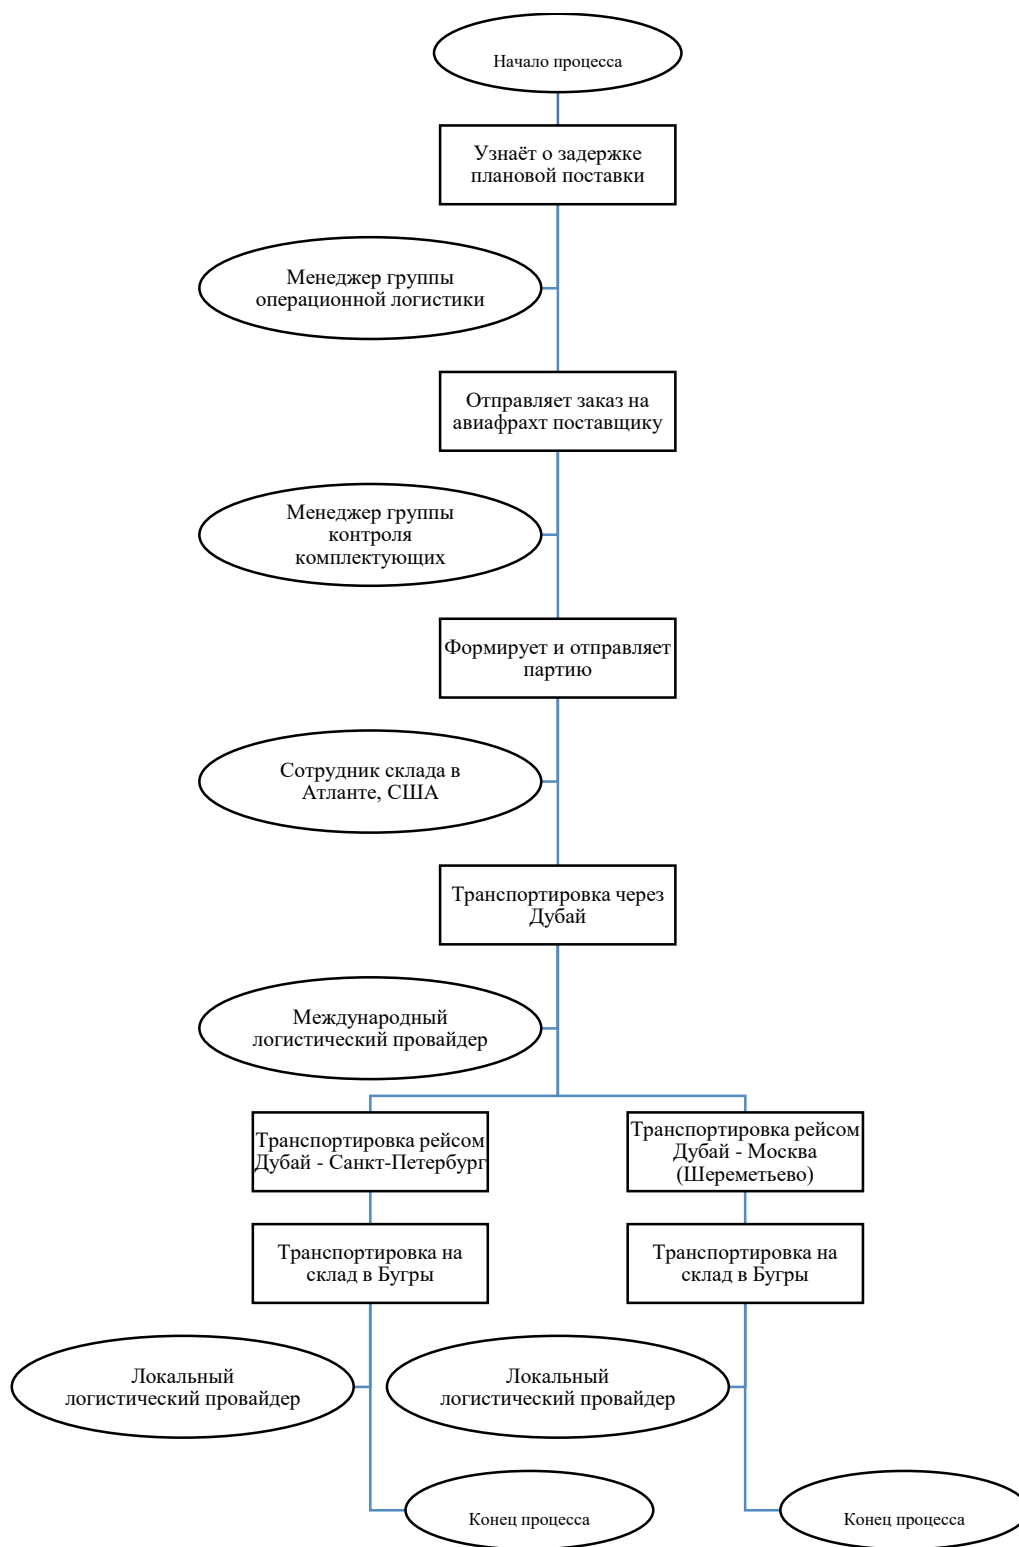 Начало процесса
Узнаёт о задержке
плановой поставки
Менеджер группы
операционной логистики
Отправляет заказ на
авиафрахт поставщику
Менеджер группы
контроля
комплектующих
Формирует и отправляет
партию
Сотрудник склада в
Атланте, США
Транспортировка через
Дубай
Международный
логистический провайдер
Транспортировка рейсом
Дубай - Санкт-Петербург
Транспортировка рейсом
Дубай - Москва
(Шереметьево)
Транспортировка на
склад в Бугры
Транспортировка на
склад в Бугры
Локальный
логистический провайдер
Локальный
логистический провайдер
Конец процесса
Конец процесса